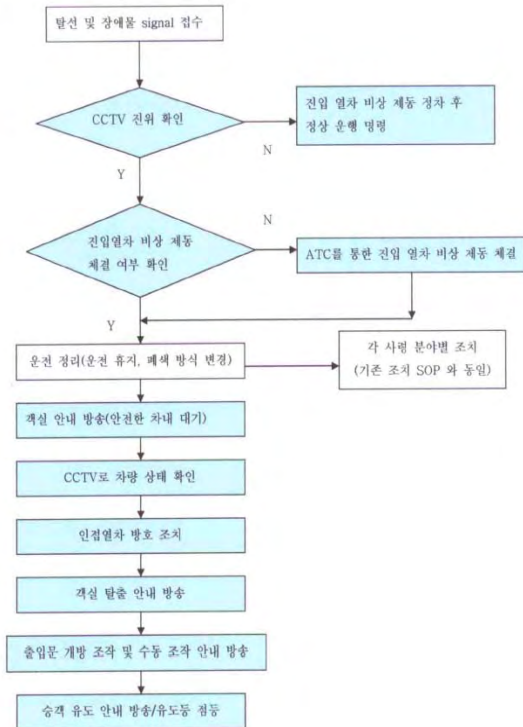 탈선 및 장애물 signal 접수
CCTV 진위 확인
진입 열차 비상 제동 정차 후
정상 운행 명령
N
Y
N
진입열차 비상 제동
체결 여부 확인
ATC를 통한 진입 열차 비상 제동 체결
Y
운전 정리(운전 휴지, 폐색 방식 변경)
각 사령 분야별 조치
(기존 조치 SOP 와 동일)
객실 안내 방송(안전한 차내 대기)
CCTV로 차량 상태 확인
인접열차 방호 조치
객실 탈출 안내 방송
출입문 개방 조작 및 수동 조작 안내 방송
승객 유도 안내 방송/유도등 점등